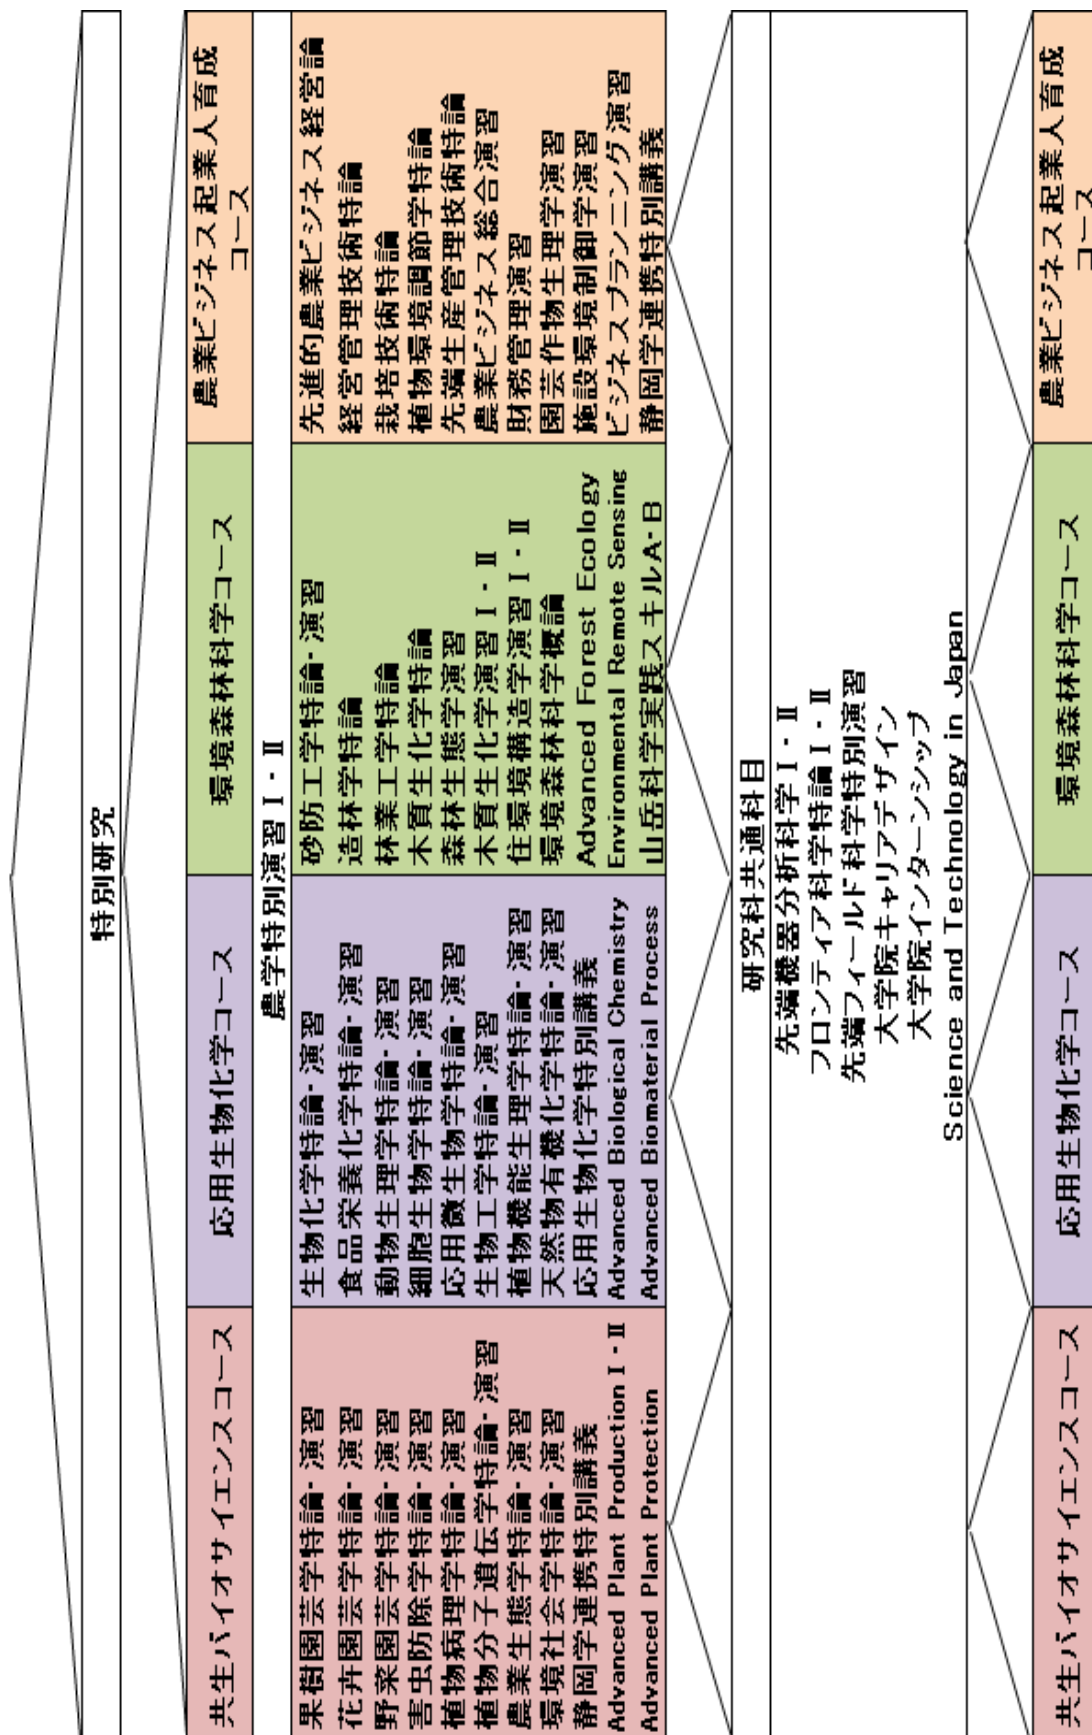 特別研究
共生バイオサイエンスコース
応用生物化学コース
環境森林科学コース
農業ビジネス起業人育成
コース
農学特別演習Ⅰ・Ⅱ
果樹園芸学特論・演習
花卉園芸学特論・演習
野菜園芸学特論・演習
害虫防除学特論・演習
植物病理学特論・演習
植物分子遺伝学特論・演習
農業生態学特論・演習
環境社会学特論・演習
静岡学連携特別講義
Advanced Plant Production Ⅰ・Ⅱ
Advanced Plant Protection
生物化学特論・演習
食品栄養化学特論・演習
動物生理学特論・演習
細胞生物学特論・演習
応用微生物学特論・演習
生物工学特論・演習
植物機能生理学特論・演習
天然物有機化学特論・演習
応用生物化学特別講義
Advanced Biological Chemistry
Advanced Biomaterial Process
砂防工学特論・演習
造林学特論
林業工学特論
木質生化学特論
森林生態学演習
木質生化学演習Ⅰ・Ⅱ
住環境構造学演習Ⅰ・Ⅱ
環境森林科学概論
Advanced Forest Ecology
Environmental Remote Sensing
山岳科学実践スキルA・B
先進的農業ビジネス経営論
経営管理技術特論
栽培技術特論
植物環境調節学特論
先端生産管理技術特論
農業ビジネス総合演習
財務管理演習
園芸作物生理学演習
施設環境制御学演習
ビジネスプランニング演習
静岡学連携特別講義
研究科共通科目
先端機器分析科学Ⅰ・Ⅱ
フロンティア科学特論Ⅰ・Ⅱ
先端フィールド科学特別演習
大学院キャリアデザイン
大学院インターンシップ
Science and Technology in Japan
共生バイオサイエンスコース
応用生物化学コース
環境森林科学コース
農業ビジネス起業人育成
コース